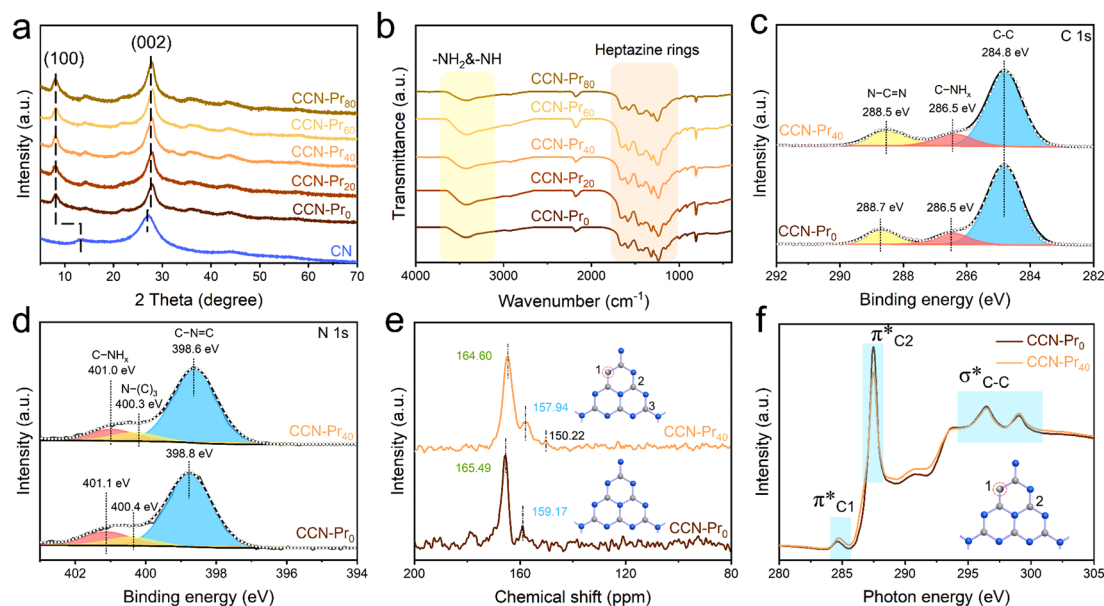 a
(100)
(002)
CCN-Pr80
CCN-Pr60
CCN-Pr40
CCN-Pr20
CCN-Pr0
CN
Intensity (a.u.)
5 10 20 30 40 50 60 70
2 Theta (degree)
b
-NH2&-NH
Heptazine rings
CCN-Pr80
CCN-Pr60
CCN-Pr40
CCN-Pr20
CCN-Pr0
Transmittance (a.u.)
4000 3000 2000 1000
Wavenumber (cm-1)
c
C 1s
C-C
284.8 eV
N−C=N
288.5 eV
C−NHx
286.5 eV
CCN-Pr40
288.7 eV
286.5 eV
CCN-Pr0
Intensity (a.u.)
292 290 288 286 284 282
Binding energy (eV)
d
N 1s
C−N=C
398.6 eV
C−NHx
401.0 eV
N−(C)3
400.3 eV
CCN-Pr40
398.8 eV
401.1 eV
400.4 eV
CCN-Pr0
Intensity (a.u.)
402 400 398 396 394
Binding energy (eV)
e
164.60
1
2
3
157.94
150.22
CCN-Pr40
165.49
159.17
CCN-Pr0
Intensity (a.u.)
200 160 120 80
Chemical shift (ppm)
f
π*C2
CCN-Pr0
CCN-Pr40
σ*C-C
1
2
π*C1
Intensity (a.u.)
280 285 290 295 300 305
Photon energy (eV)